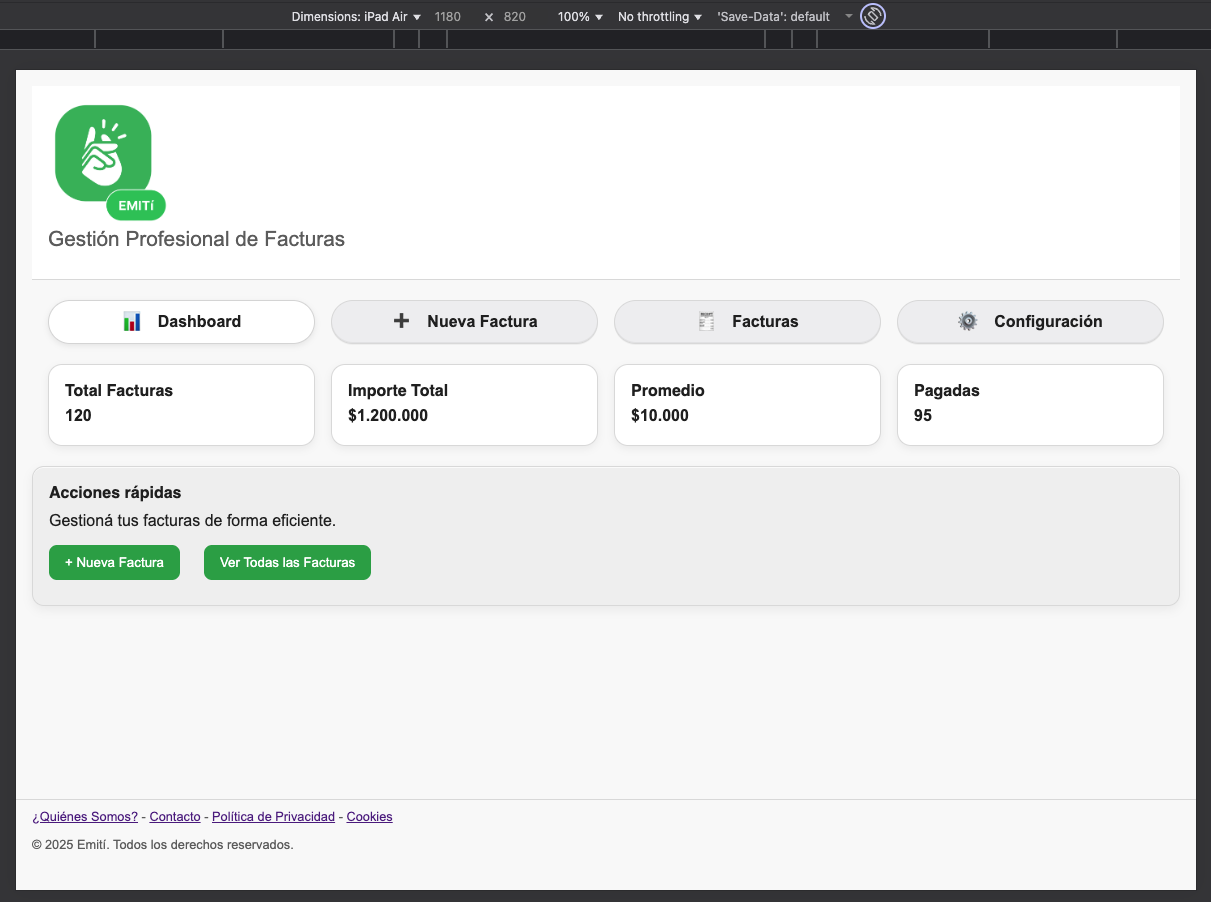 Dimensions: iPad Air 1180 × 820 100% No throttling 'Save-Data': default
EMITí
Gestión Profesional de Facturas
Dashboard Nueva Factura Facturas Configuración
Total Facturas Importe Total Promedio Pagadas
120 $1.200.000 $10.000 95
Acciones rápidas
Gestioná tus facturas de forma eficiente.
+ Nueva Factura Ver Todas las Facturas
¿Quiénes Somos? - Contacto - Política de Privacidad - Cookies
© 2025 Emití. Todos los derechos reservados.